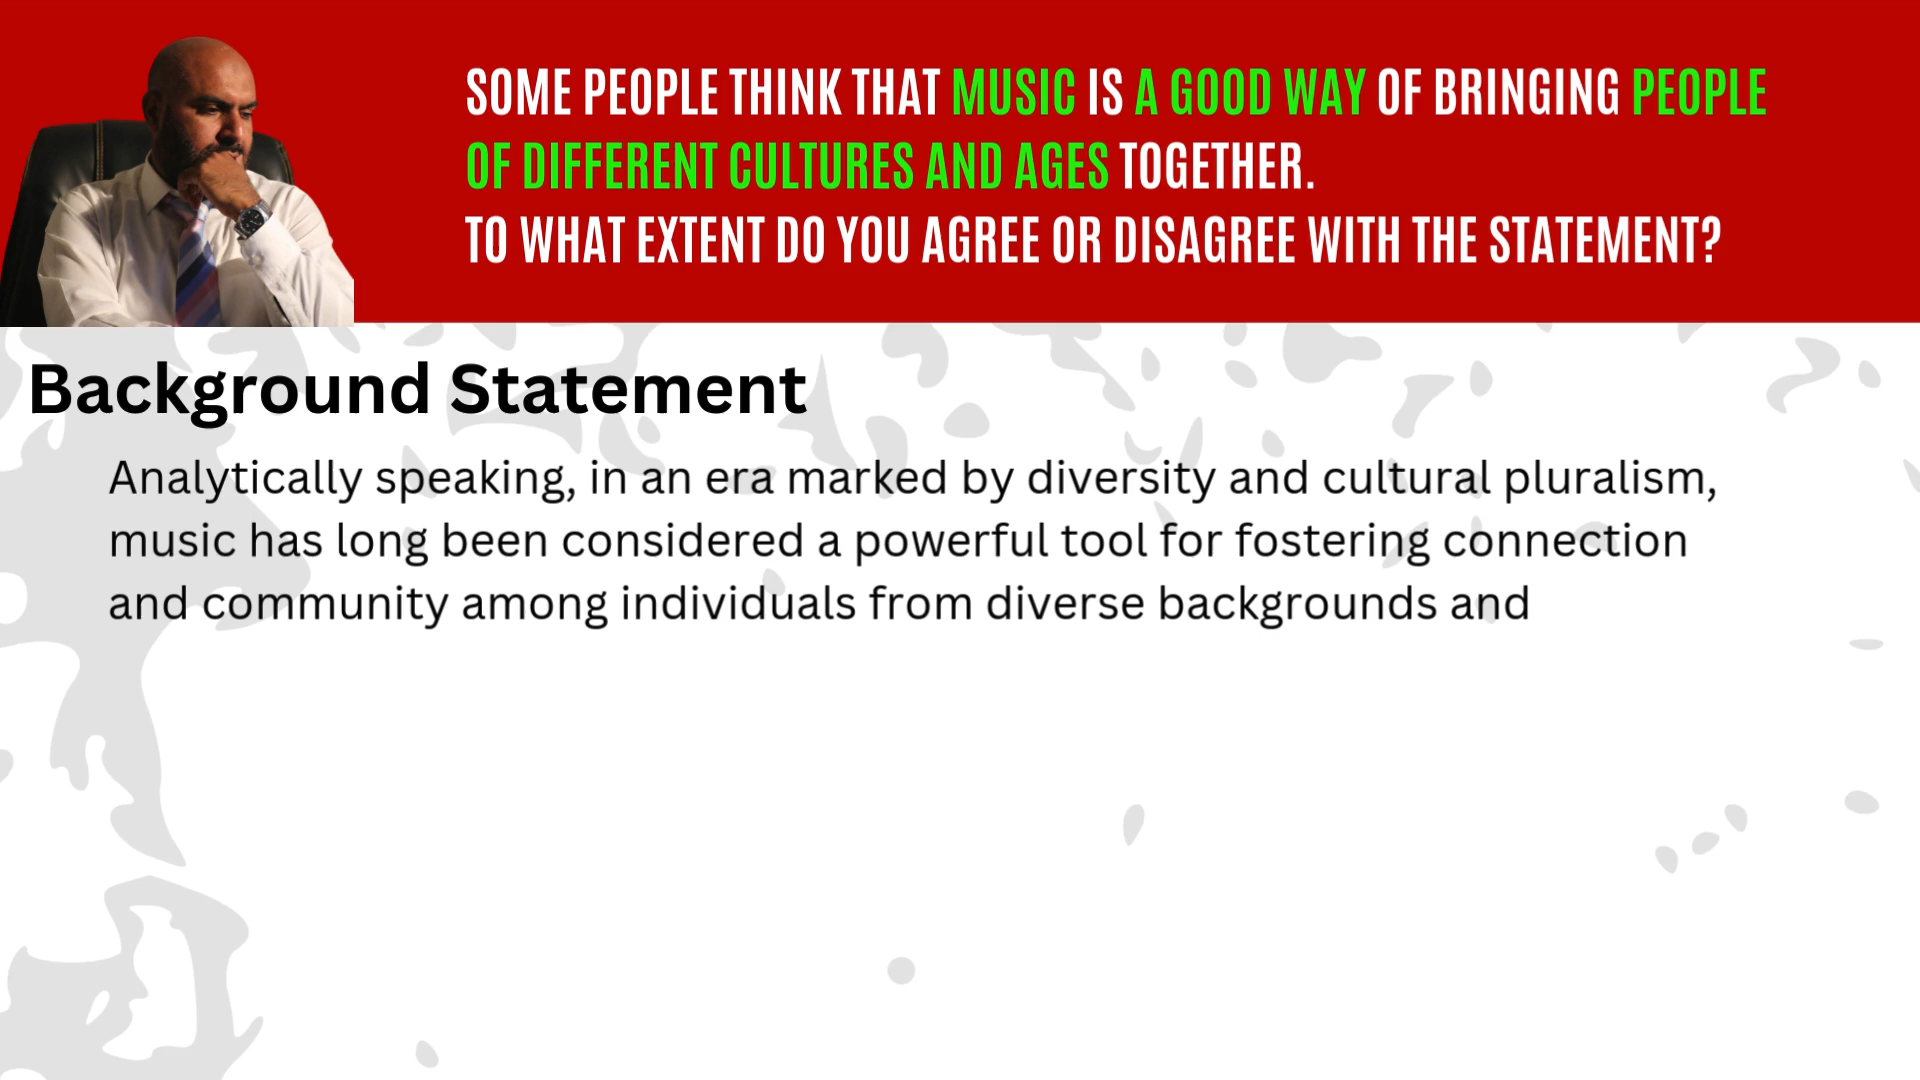 SOME PEOPLE THINK THAT MUSIC IS A GOOD WAY OF BRINGING PEOPLE
OF DIFFERENT CULTURES AND AGES TOGETHER.
TO WHAT EXTENT DO YOU AGREE OR DISAGREE WITH THE STATEMENT?
Background Statement
Analytically speaking, in an era marked by diversity and cultural pluralism,
music has long been considered a powerful tool for fostering connection
and community among individuals from diverse backgrounds and